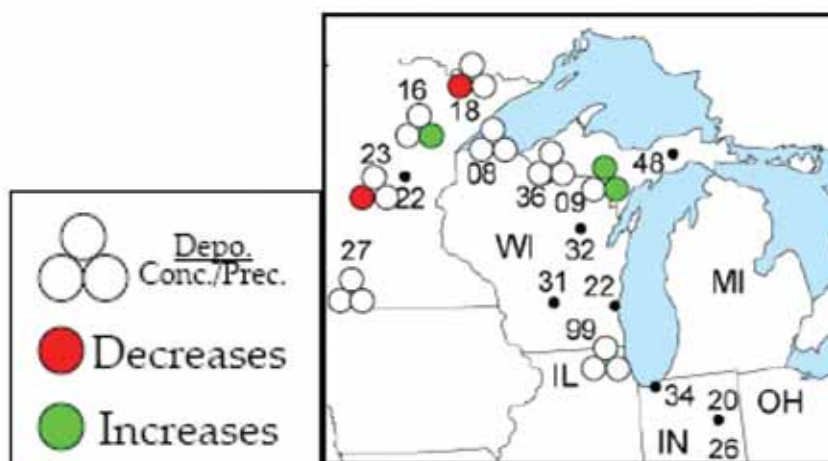 Depo.
Conc./Prec.
Decreases
Increases
16
18
23
22
08
36
09
48
27
WI
32
31
22
MI
99
IL
34
20
OH
IN
26